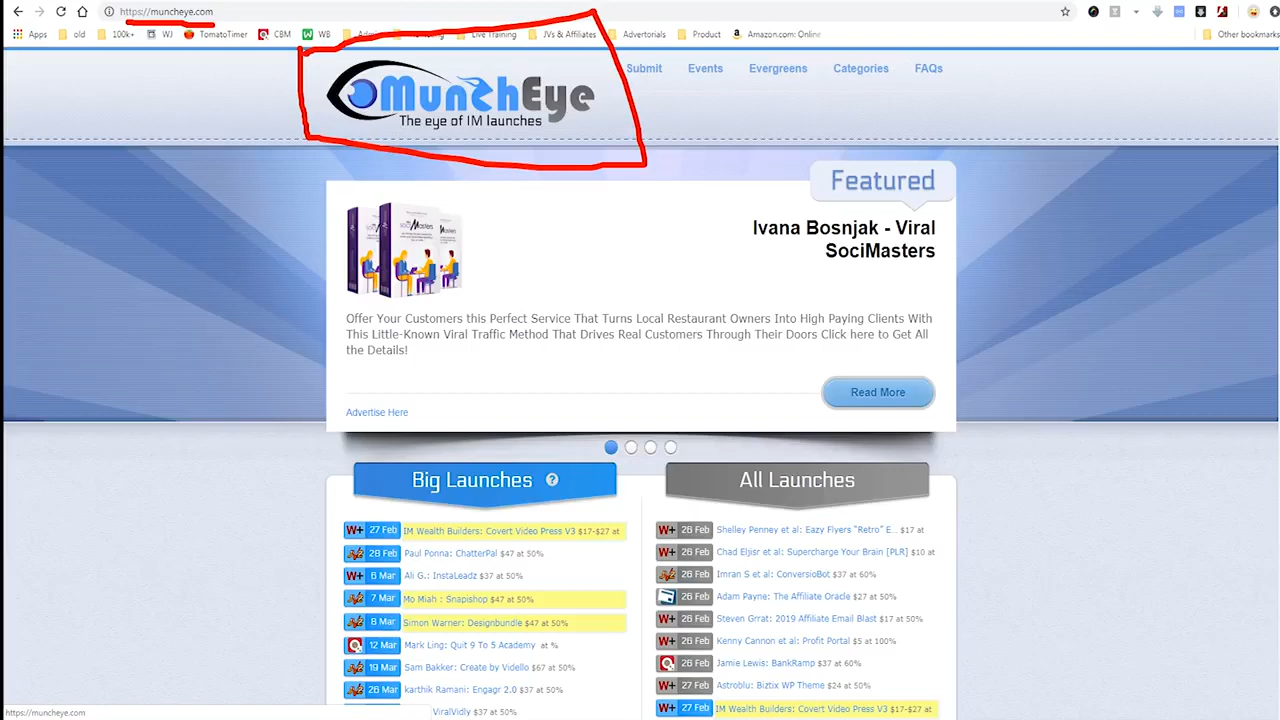 https://muncheye.com
Apps old 100k+ WJ TomatoTimer CBM WB Live Training JVs & Affiliates Advertorials Product Amazon.com: Online Other bookmarks
MunchEye
The eye of IM launches
Submit Events Evergreens Categories FAQs
Featured
Ivana Bosnjak - Viral
SociMasters
Offer Your Customers this Perfect Service That Turns Local Restaurant Owners Into High Paying Clients With
This Little-Known Viral Traffic Method That Drives Real Customers Through Their Doors Click here to Get All
the Details!
Read More
Advertise Here
Big Launches ?
W+ 27 Feb IM Wealth Builders: Covert Video Press V3 $17-$27 at
28 Feb Paul Ponna: ChatterPal $47 at 50%
W+ 6 Mar Ali G.: InstaLeadz $37 at 50%
7 Mar Mo Miah : Snapishop $47 at 50%
8 Mar Simon Warner: Designbundle $47 at 50%
12 Mar Mark Ling: Quit 9 To 5 Academy at %
19 Mar Sam Bakker: Create by Vidello $67 at 50%
26 Mar karthik Ramani: Engagr 2.0 $37 at 50%
ViralVidly $37 at 50%
All Launches
W+ 26 Feb Shelley Penney et al: Eazy Flyers "Retro" E... $17 at
W+ 26 Feb Chad Eljisr et al: Supercharge Your Brain [PLR] $10 at
26 Feb Imran S et al: ConversioBot $37 at 60%
26 Feb Adam Payne: The Affiliate Oracle $27 at 50%
W+ 26 Feb Steven Grrat: 2019 Affiliate Email Blast $17 at 50%
W+ 26 Feb Kenny Cannon et al: Profit Portal $5 at 100%
26 Feb Jamie Lewis: BankRamp $37 at 60%
W+ 27 Feb Astroblu: Biztix WP Theme $24 at 50%
W+ 27 Feb IM Wealth Builders: Covert Video Press V3 $17-$27 at
https://muncheye.com